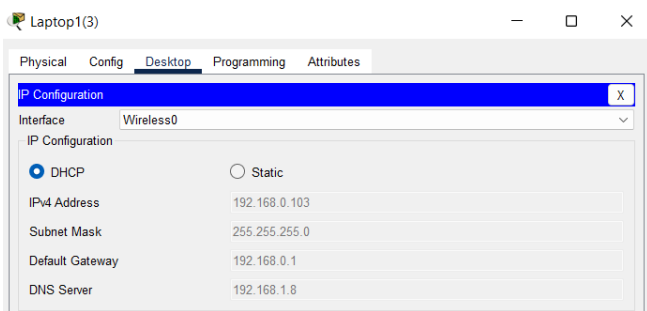 Laptop1(3)
Physical Config Desktop Programming Attributes
IP Configuration X
Interface Wireless0
IP Configuration
DHCP Static
IPv4 Address 192.168.0.103
Subnet Mask 255.255.255.0
Default Gateway 192.168.0.1
DNS Server 192.168.1.8